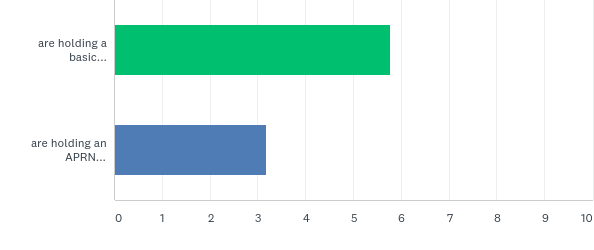 are holding a
basic...
are holding an
APRN...
0 1 2 3 4 5 6 7 8 9 10